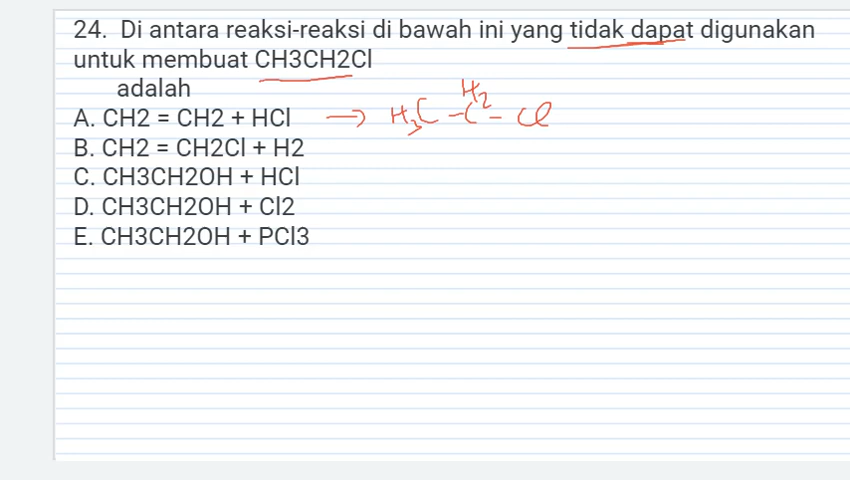 24. Di antara reaksi-reaksi di bawah ini yang tidak dapat digunakan
untuk membuat CH3CH2Cl
adalah
A. CH2 = CH2 + HCl → H3C - CH2 - Cl
B. CH2 = CH2Cl + H2
C. CH3CH2OH + HCl
D. CH3CH2OH + Cl2
E. CH3CH2OH + PCl3